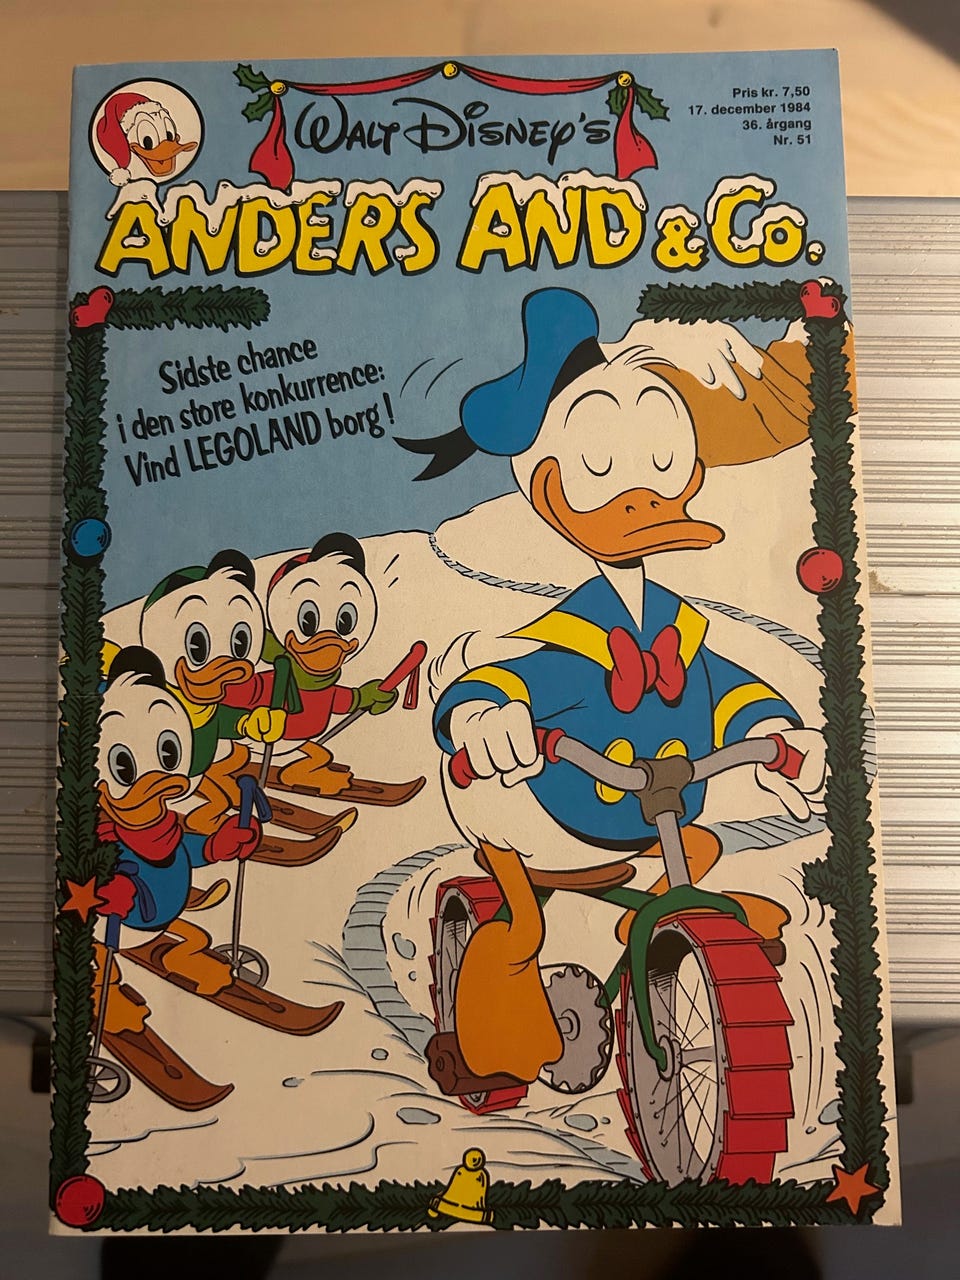 Pris kr. 7,50
17. december 1984
36. årgang
Nr. 51
WALT DISNEY'S
ANDERS AND & Co.
Sidste chance
i den store konkurrence:
Vind LEGOLAND borg!